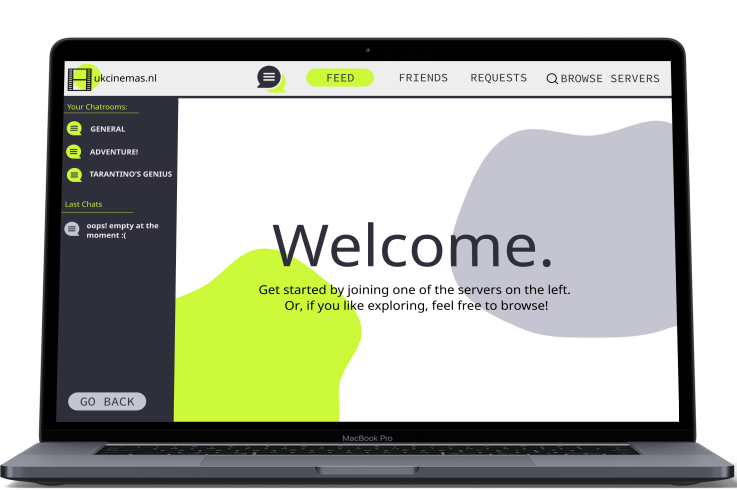 ukcinemas.nl
FEED
FRIENDS
REQUESTS
BROWSE SERVERS
Your Chatrooms:
GENERAL
ADVENTURE!
TARANTINO'S GENIUS
Last Chats
oops! empty at the
moment :(
GO BACK
Welcome.
Get started by joining one of the servers on the left.
Or, if you like exploring, feel free to browse!
MacBook Pro